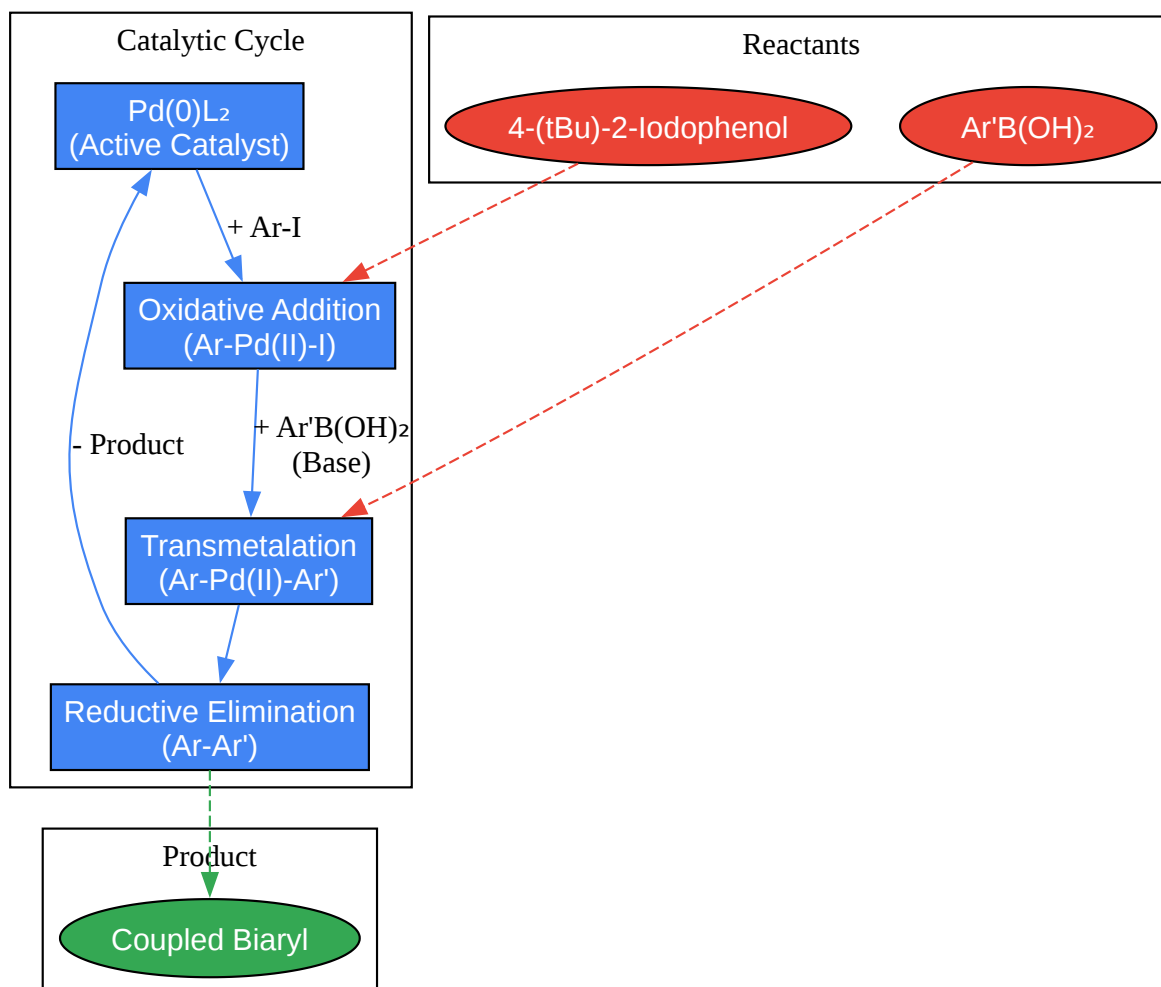 Catalytic Cycle
Pd(0)L₂
(Active Catalyst)
+ Ar-I
Oxidative Addition
(Ar-Pd(II)-I)
+ Ar'B(OH)₂
(Base)
- Product
Transmetalation
(Ar-Pd(II)-Ar')
Reductive Elimination
(Ar-Ar')
Reactants
4-(tBu)-2-Iodophenol
Ar'B(OH)₂
Product
Coupled Biaryl